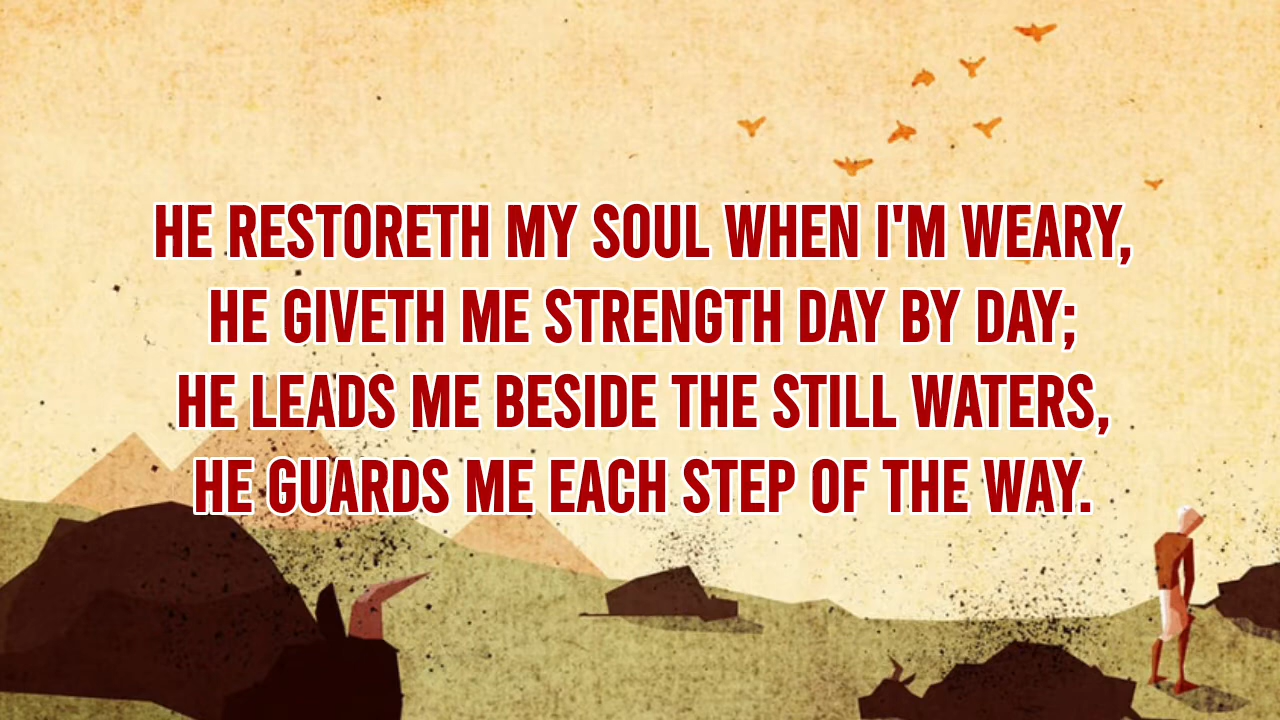 HE RESTORETH MY SOUL WHEN I'M WEARY,
HE GIVETH ME STRENGTH DAY BY DAY;
HE LEADS ME BESIDE THE STILL WATERS,
HE GUARDS ME EACH STEP OF THE WAY.